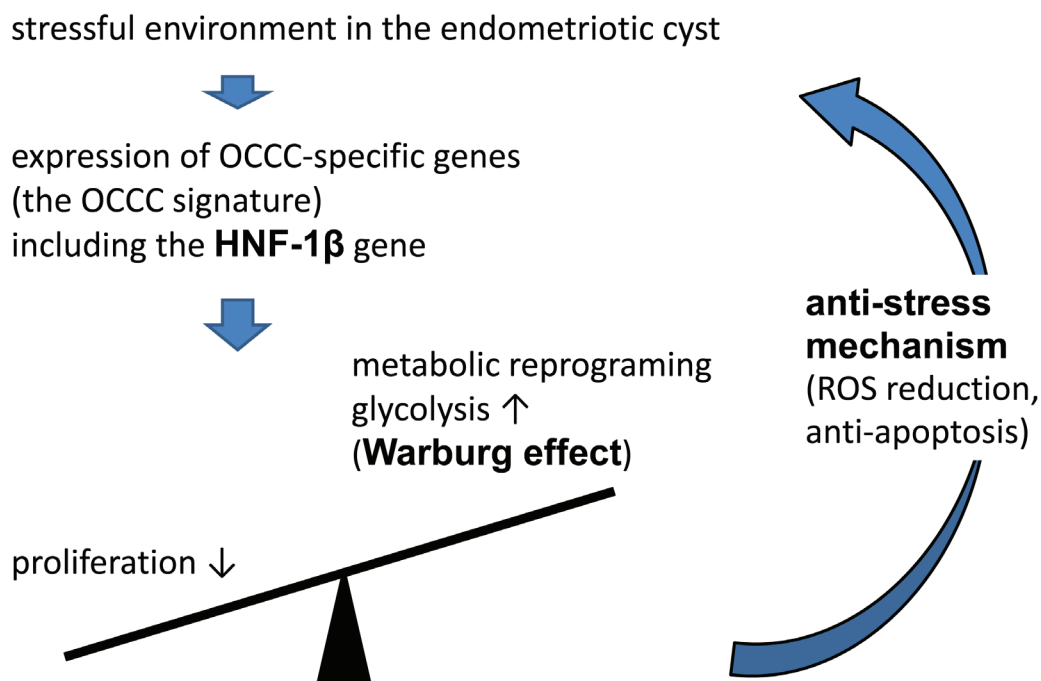 stressful environment in the endometriotic cyst
expression of OCCC-specific genes
(the OCCC signature)
including the HNF-1β gene
metabolic reprograming
glycolysis ↑
(Warburg effect)
proliferation ↓
anti-stress
mechanism
(ROS reduction,
anti-apoptosis)